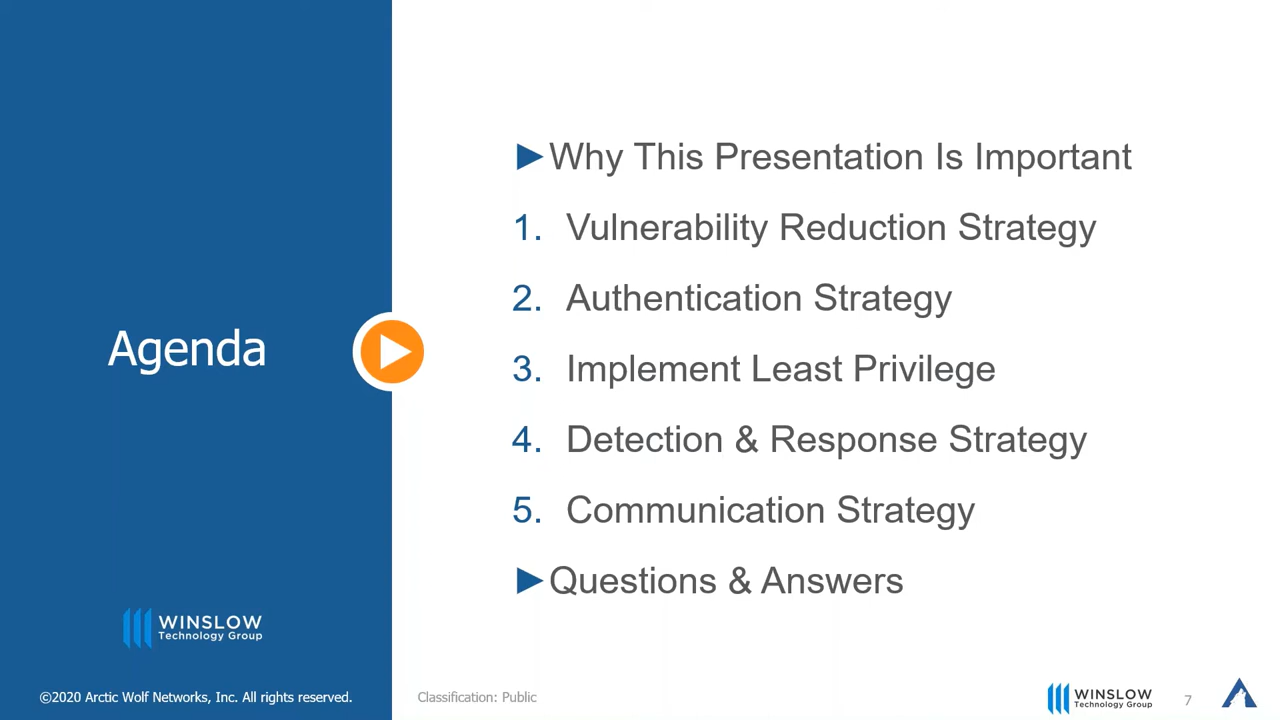 Agenda
►Why This Presentation Is Important
1. Vulnerability Reduction Strategy
2. Authentication Strategy
3. Implement Least Privilege
4. Detection & Response Strategy
5. Communication Strategy
►Questions & Answers
WINSLOW
Technology Group
©2020 Arctic Wolf Networks, Inc. All rights reserved.
Classification: Public
WINSLOW
Technology Group
7